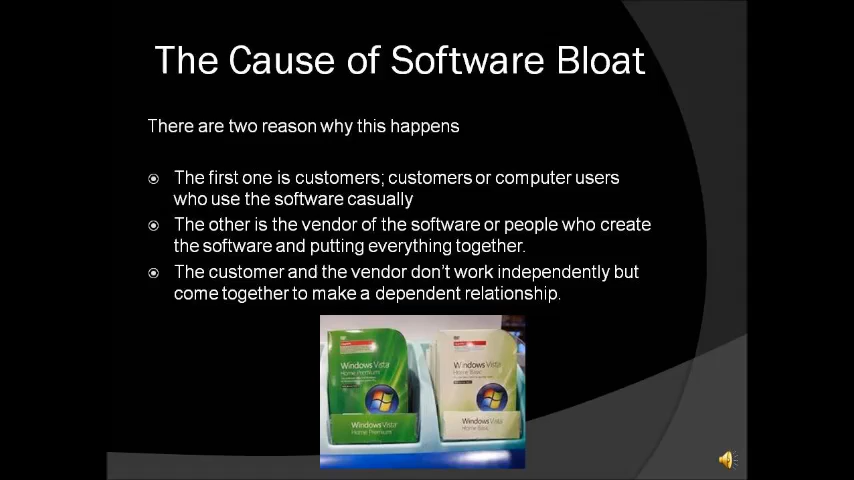 The Cause of Software Bloat
There are two reason why this happens
The first one is customers; customers or computer users
who use the software casually
The other is the vendor of the software or people who create
the software and putting everything together.
The customer and the vendor don't work independently but
come together to make a dependent relationship.
Windows Vista
Home Premium
Windows Vista
Home Basic
Windows Vista
Home Premium
Windows Vista
Home Basic